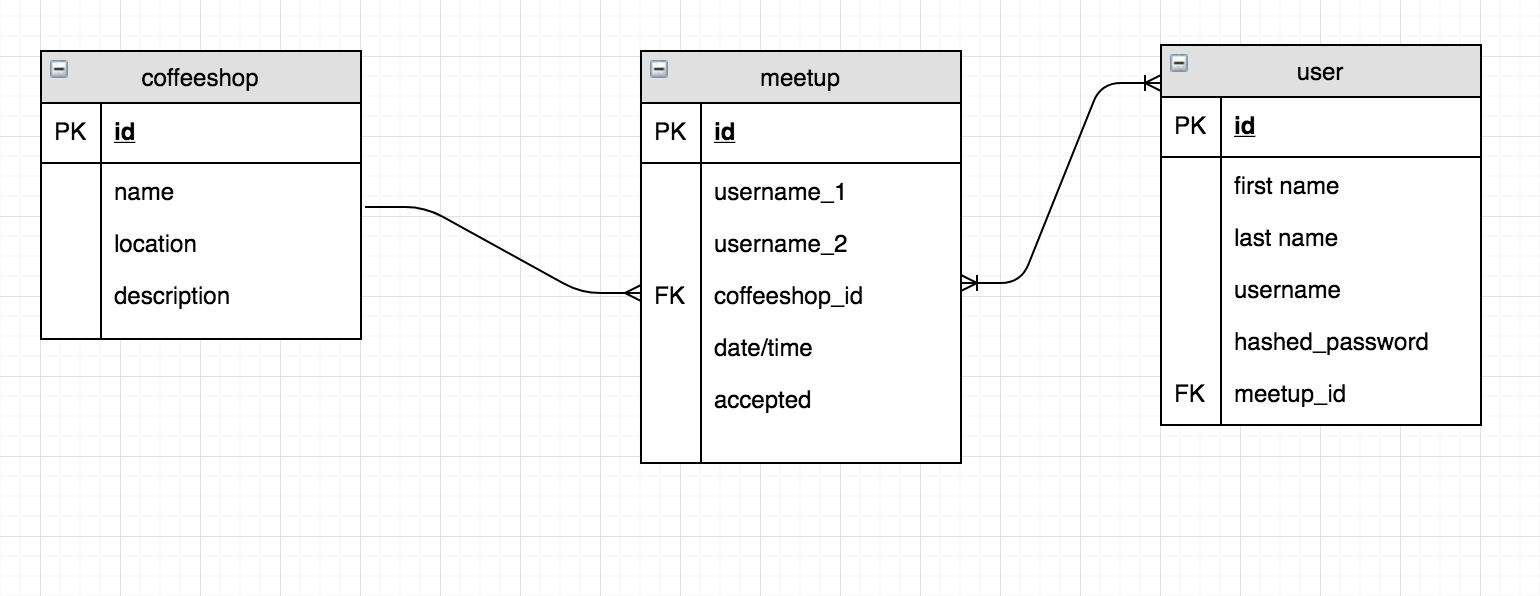 coffeeshop
PK id
name
location
description
meetup
PK id
username_1
username_2
FK coffeeshop_id
date/time
accepted
user
PK id
first name
last name
username
hashed_password
FK meetup_id